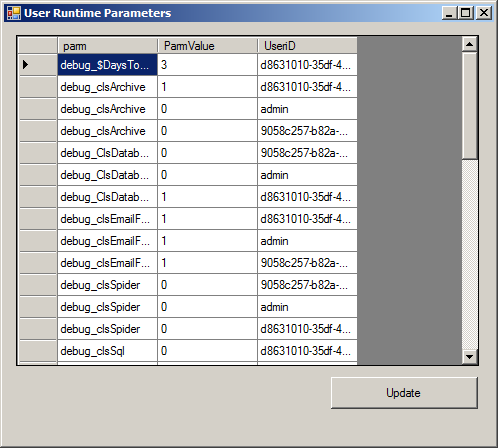 User Runtime Parameters
parm ParmValue UserID
debug_$DaysTo... 3 d8631010-35df-4...
debug_clsArchive 1 d8631010-35df-4...
debug_clsArchive 0 admin
debug_clsArchive 0 9058c257-b82a-...
debug_ClsDatab... 0 9058c257-b82a-...
debug_ClsDatab... 0 admin
debug_ClsDatab... 1 d8631010-35df-4...
debug_clsEmailF... 1 d8631010-35df-4...
debug_clsEmailF... 1 admin
debug_clsEmailF... 1 9058c257-b82a-...
debug_clsSpider 0 9058c257-b82a-...
debug_clsSpider 0 admin
debug_clsSpider 0 d8631010-35df-4...
debug_clsSql 0 d8631010-35df-4...
Update